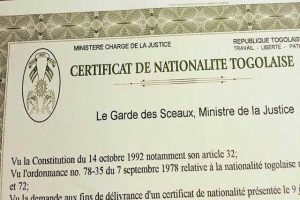 MINISTERE CHARGE DE LA JUSTICE
REPUBLIQUE TOGOLAISE
TRAVAIL - LIBERTE - PATRIE
CERTIFICAT DE NATIONALITE TOGOLAISE
Le Garde des Sceaux, Ministre de la Justice
Vu la Constitution du 14 octobre 1992 notamment son article 32;
Vu l'ordonnance no. 78-35 du 7 septembre 1978 relative à la nationalité togolaise
et 72;
Vu la demande aux fins de délivrance d'un certificat de nationalité présentée le 9